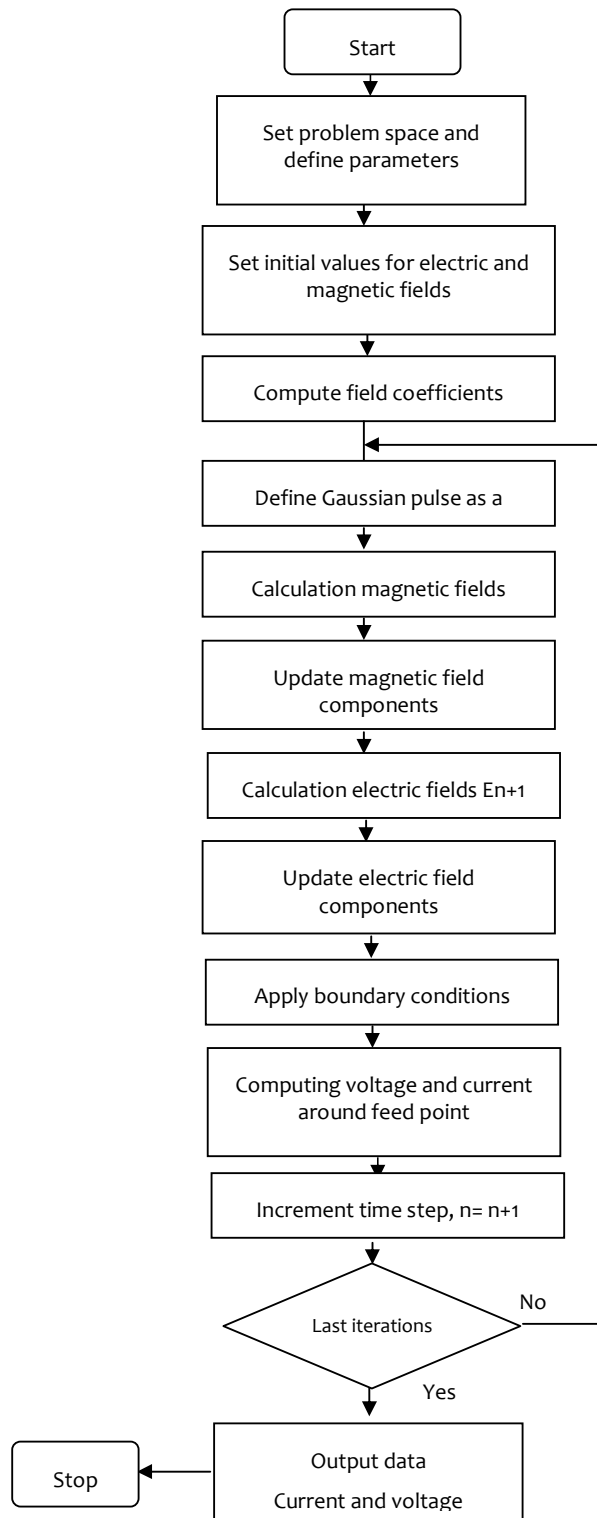 Start
Set problem space and
define parameters
Set initial values for electric and
magnetic fields
Compute field coefficients
Define Gaussian pulse as a
Calculation magnetic fields
Update magnetic field
components
Calculation electric fields En+1
Update electric field
components
Apply boundary conditions
Computing voltage and current
around feed point
Increment time step, n= n+1
Last iterations
No
Yes
Output data
Current and voltage
Stop